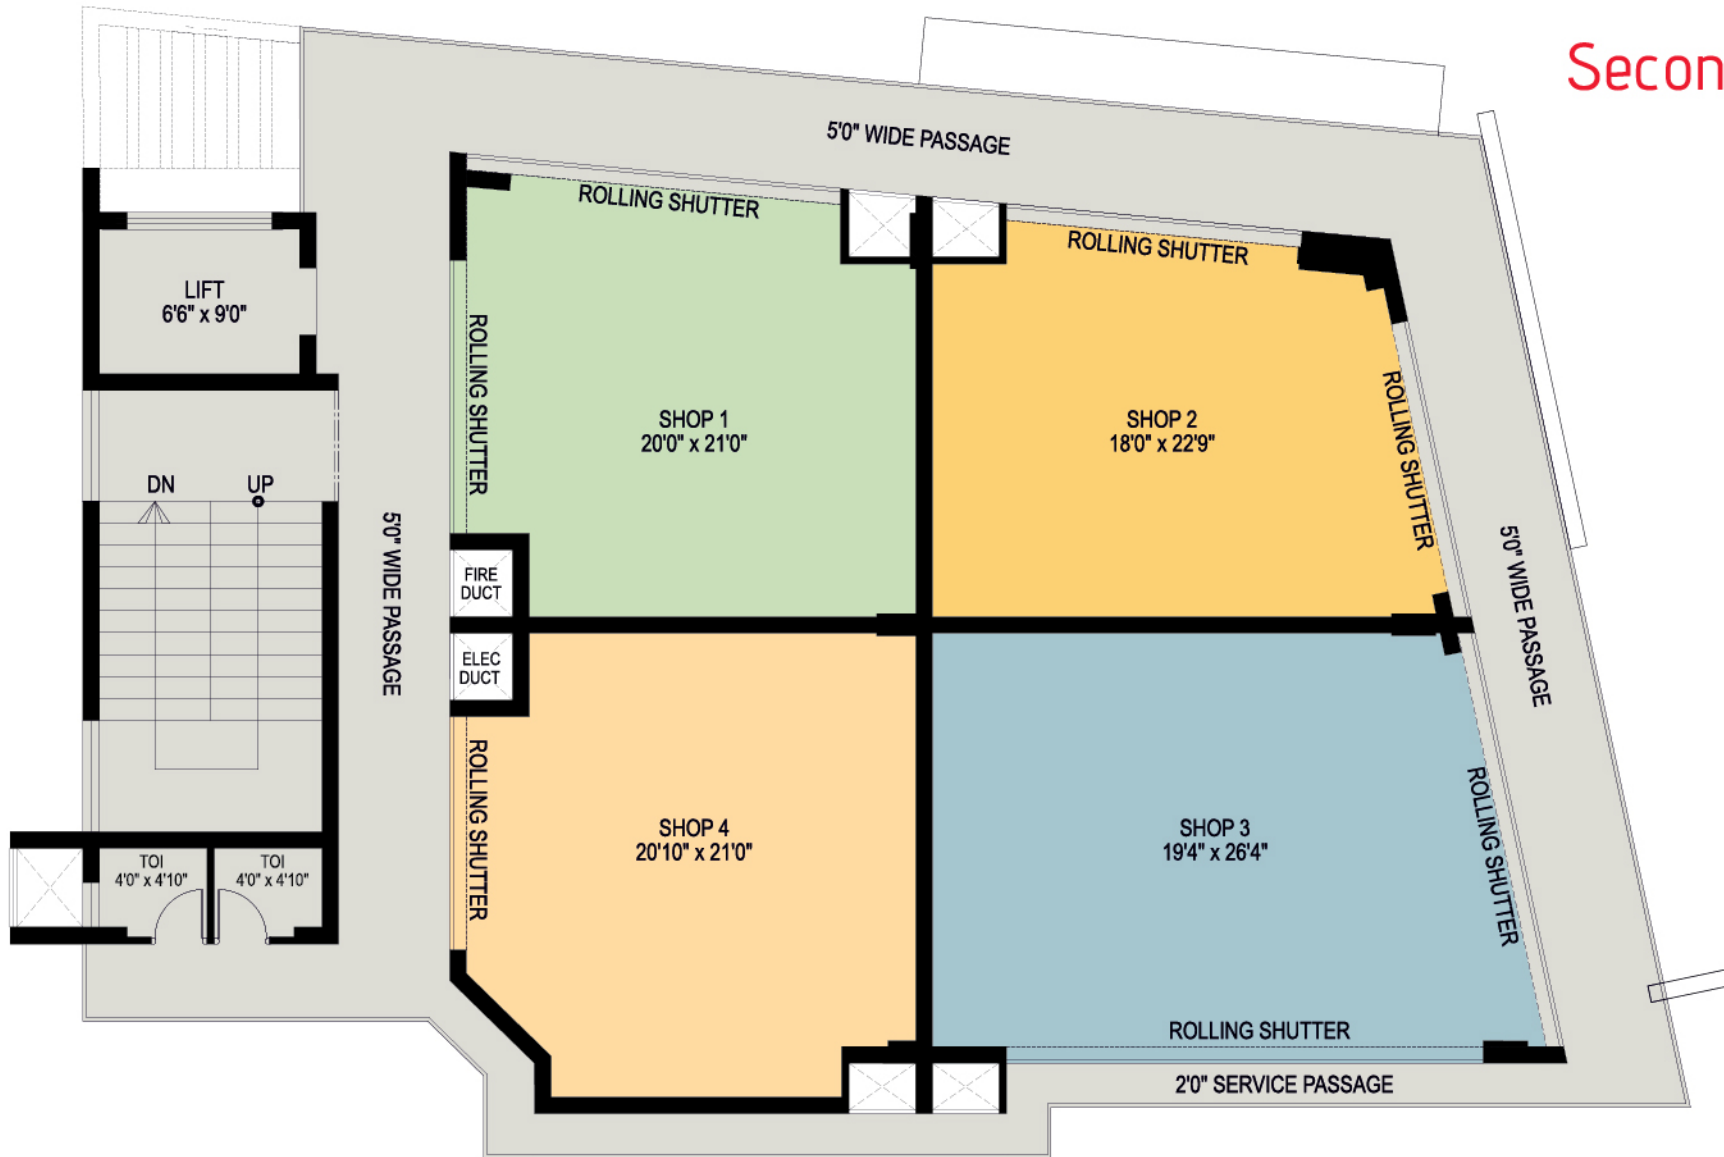 Secon
5'0" WIDE PASSAGE
ROLLING SHUTTER
ROLLING SHUTTER
LIFT
6'6" x 9'0"
ROLLING SHUTTER
ROLLING SHUTTER
SHOP 1
20'0" x 21'0"
SHOP 2
18'0" x 22'9"
DN
UP
5'0" WIDE PASSAGE
5'0" WIDE PASSAGE
FIRE
DUCT
ELEC
DUCT
ROLLING SHUTTER
ROLLING SHUTTER
SHOP 4
20'10" x 21'0"
SHOP 3
19'4" x 26'4"
TOI
4'0" x 4'10"
TOI
4'0" x 4'10"
ROLLING SHUTTER
2'0" SERVICE PASSAGE